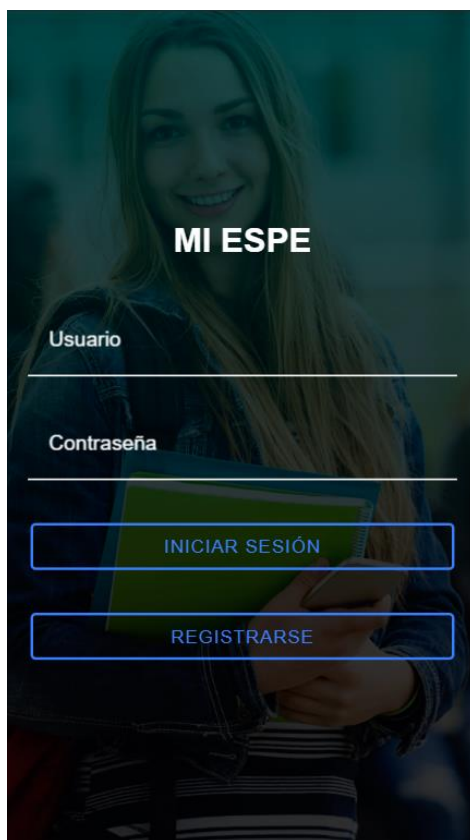 MI ESPE
Usuario
Contraseña
INICIAR SESIÓN
REGISTRARSE